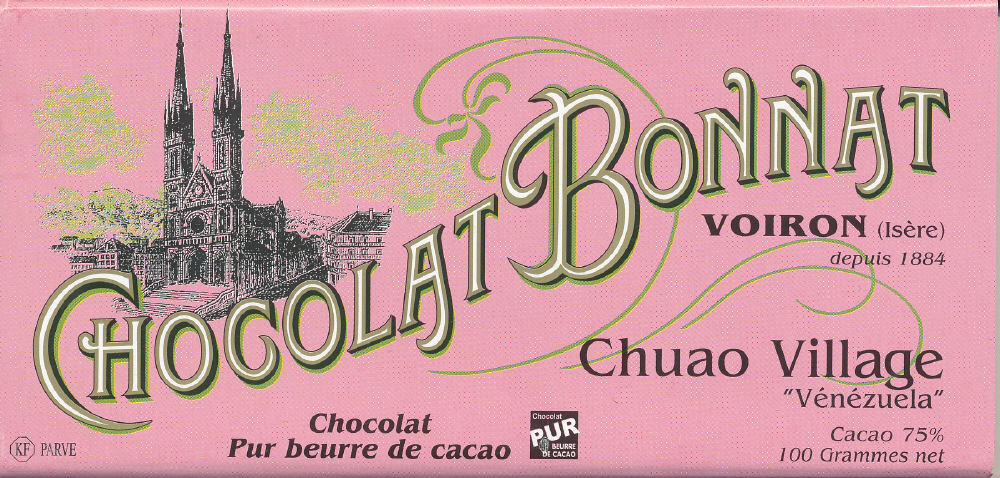 CHOCOLAT BONNAT
VOIRON (Isère)
depuis 1884
Chuao Village
"Vénézuela"
Cacao 75%
100 Grammes net
Chocolat
Pur beurre de cacao
Chocolat
PUR
BEURRE
DE CACAO
KF PARVE